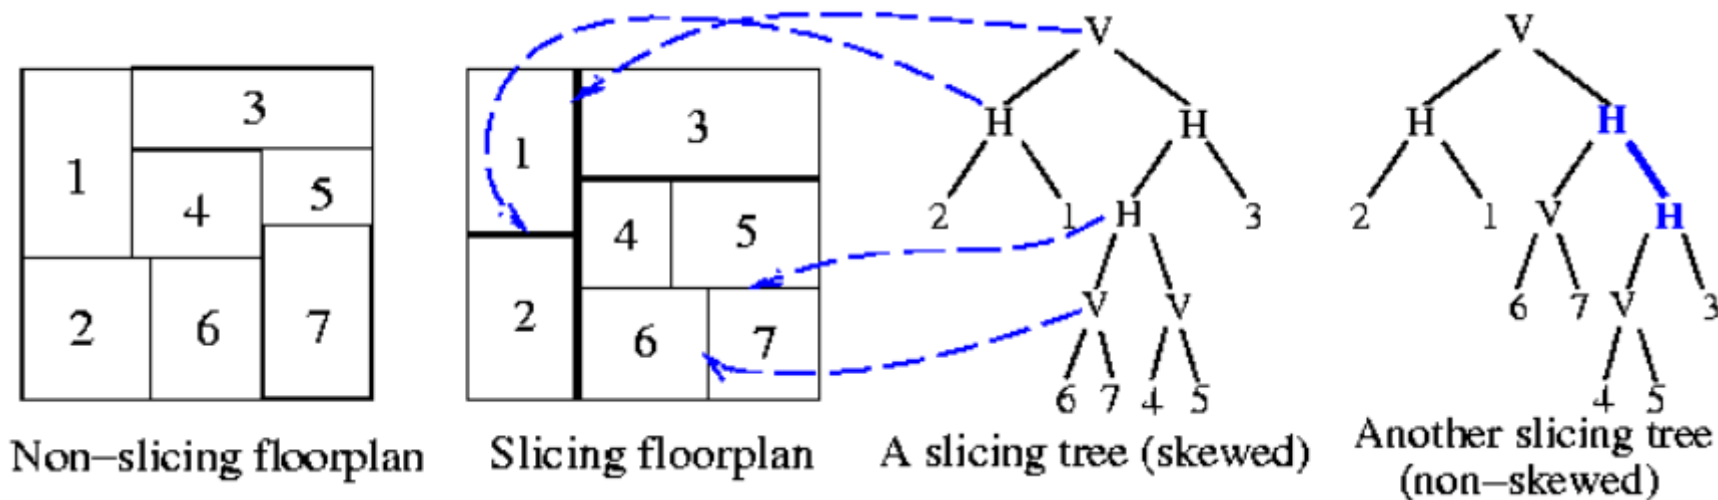 1
3
4
5
2
6
7
Non–slicing floorplan
1
3
4
5
2
6
7
Slicing floorplan
V
H H
2 1 H 3
V V
6 7 4 5
A slicing tree (skewed)
V
H H
2 1 V H
6 7 V 3
4 5
Another slicing tree
(non–skewed)